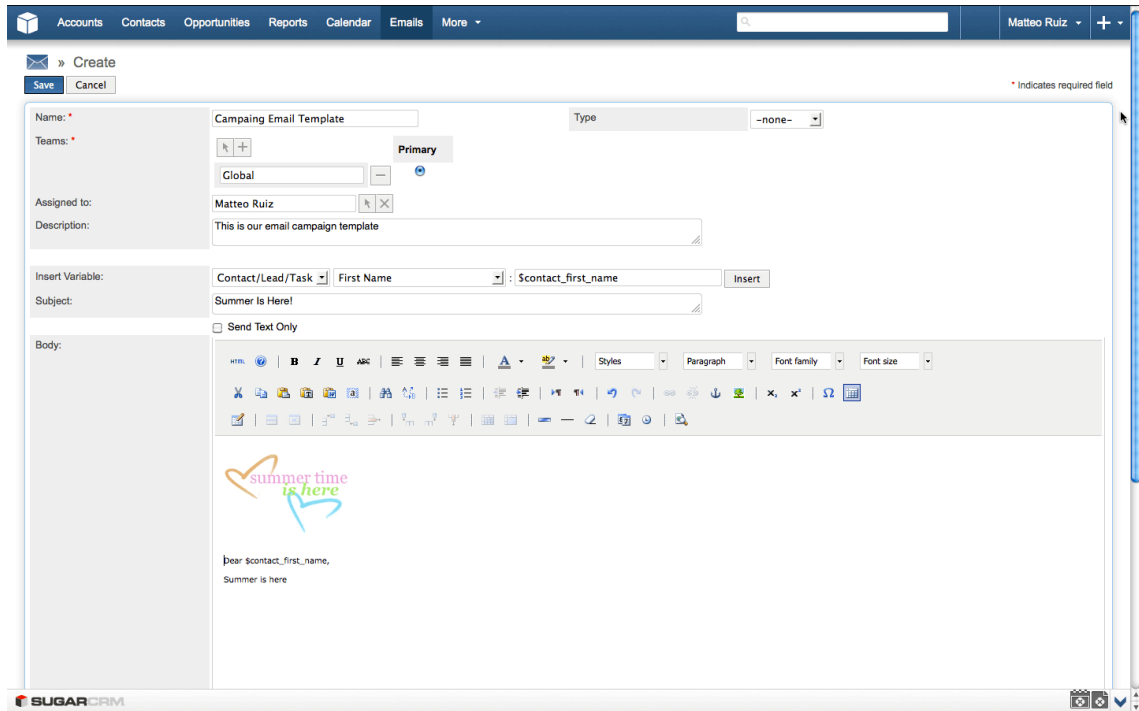 Accounts Contacts Opportunities Reports Calendar Emails More Matteo Ruiz
» Create
Save Cancel * Indicates required field
Name: * Campaing Email Template Type -none-
Teams: *
Primary
Global
Assigned to: Matteo Ruiz
Description: This is our email campaign template
Insert Variable: Contact/Lead/Task First Name : $contact_first_name Insert
Subject: Summer Is Here!
Send Text Only
Body:
HTML B I U ABC A ab Styles Paragraph Font family Font size
summer time
is here
Dear $contact_first_name,
Summer is here
SUGARCRM